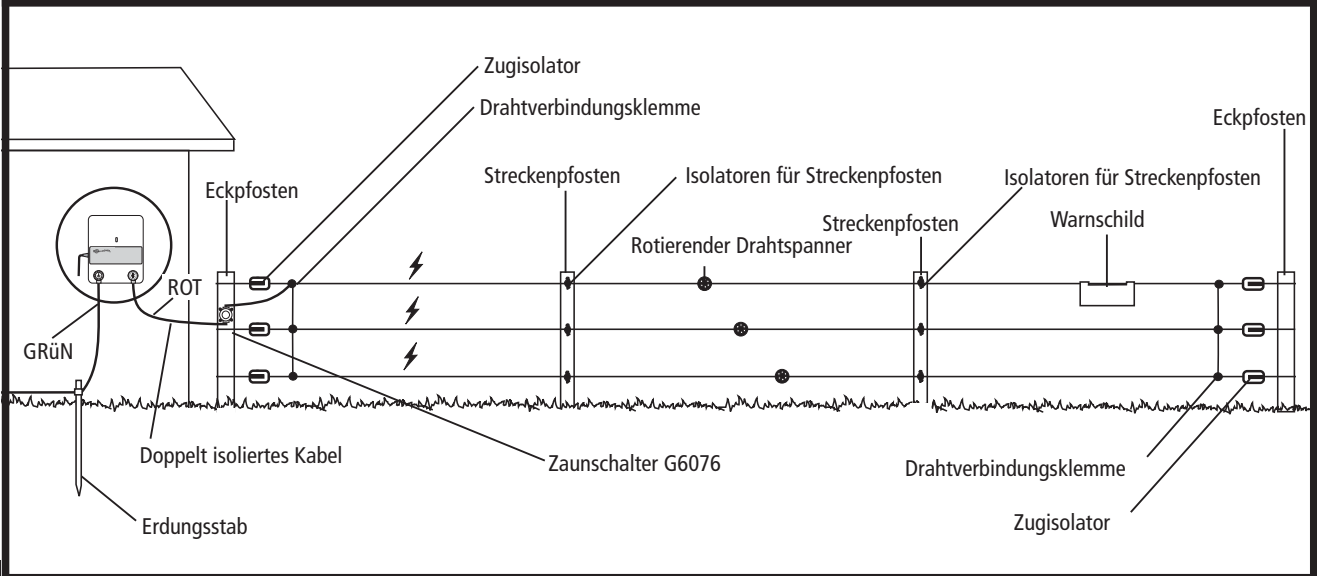 Zugisolator
Drahtverbindungsklemme
Eckpfosten
Eckpfosten
Streckenpfosten
Isolatoren für Streckenpfosten
Isolatoren für Streckenpfosten
Streckenpfosten
Warnschild
Rotierender Drahtspanner
ROT
GRüN
Doppelt isoliertes Kabel
Zaunschalter G6076
Drahtverbindungsklemme
Erdungsstab
Zugisolator